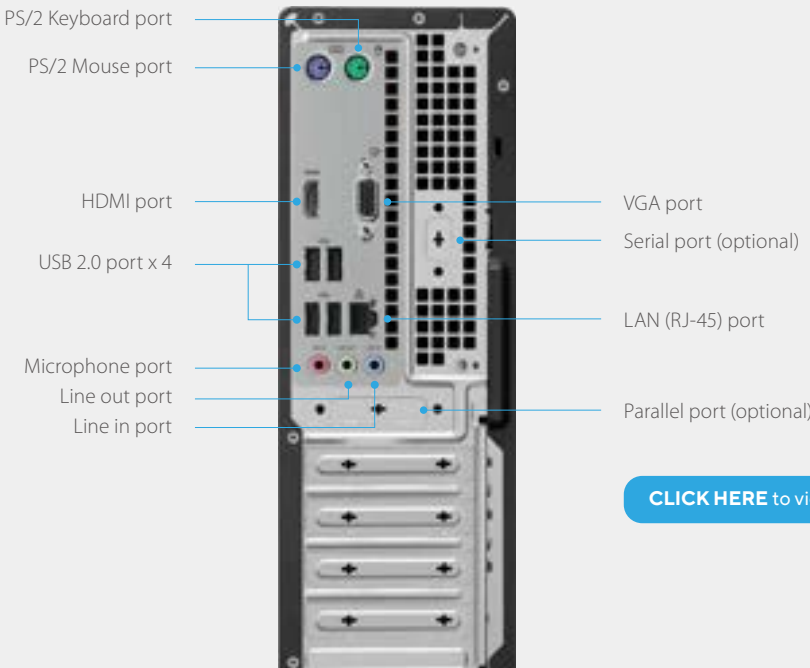 PS/2 Keyboard port
PS/2 Mouse port
HDMI port
USB 2.0 port x 4
Microphone port
Line out port
Line in port
VGA port
Serial port (optional)
LAN (RJ-45) port
Parallel port (optional)
CLICK HERE to vi